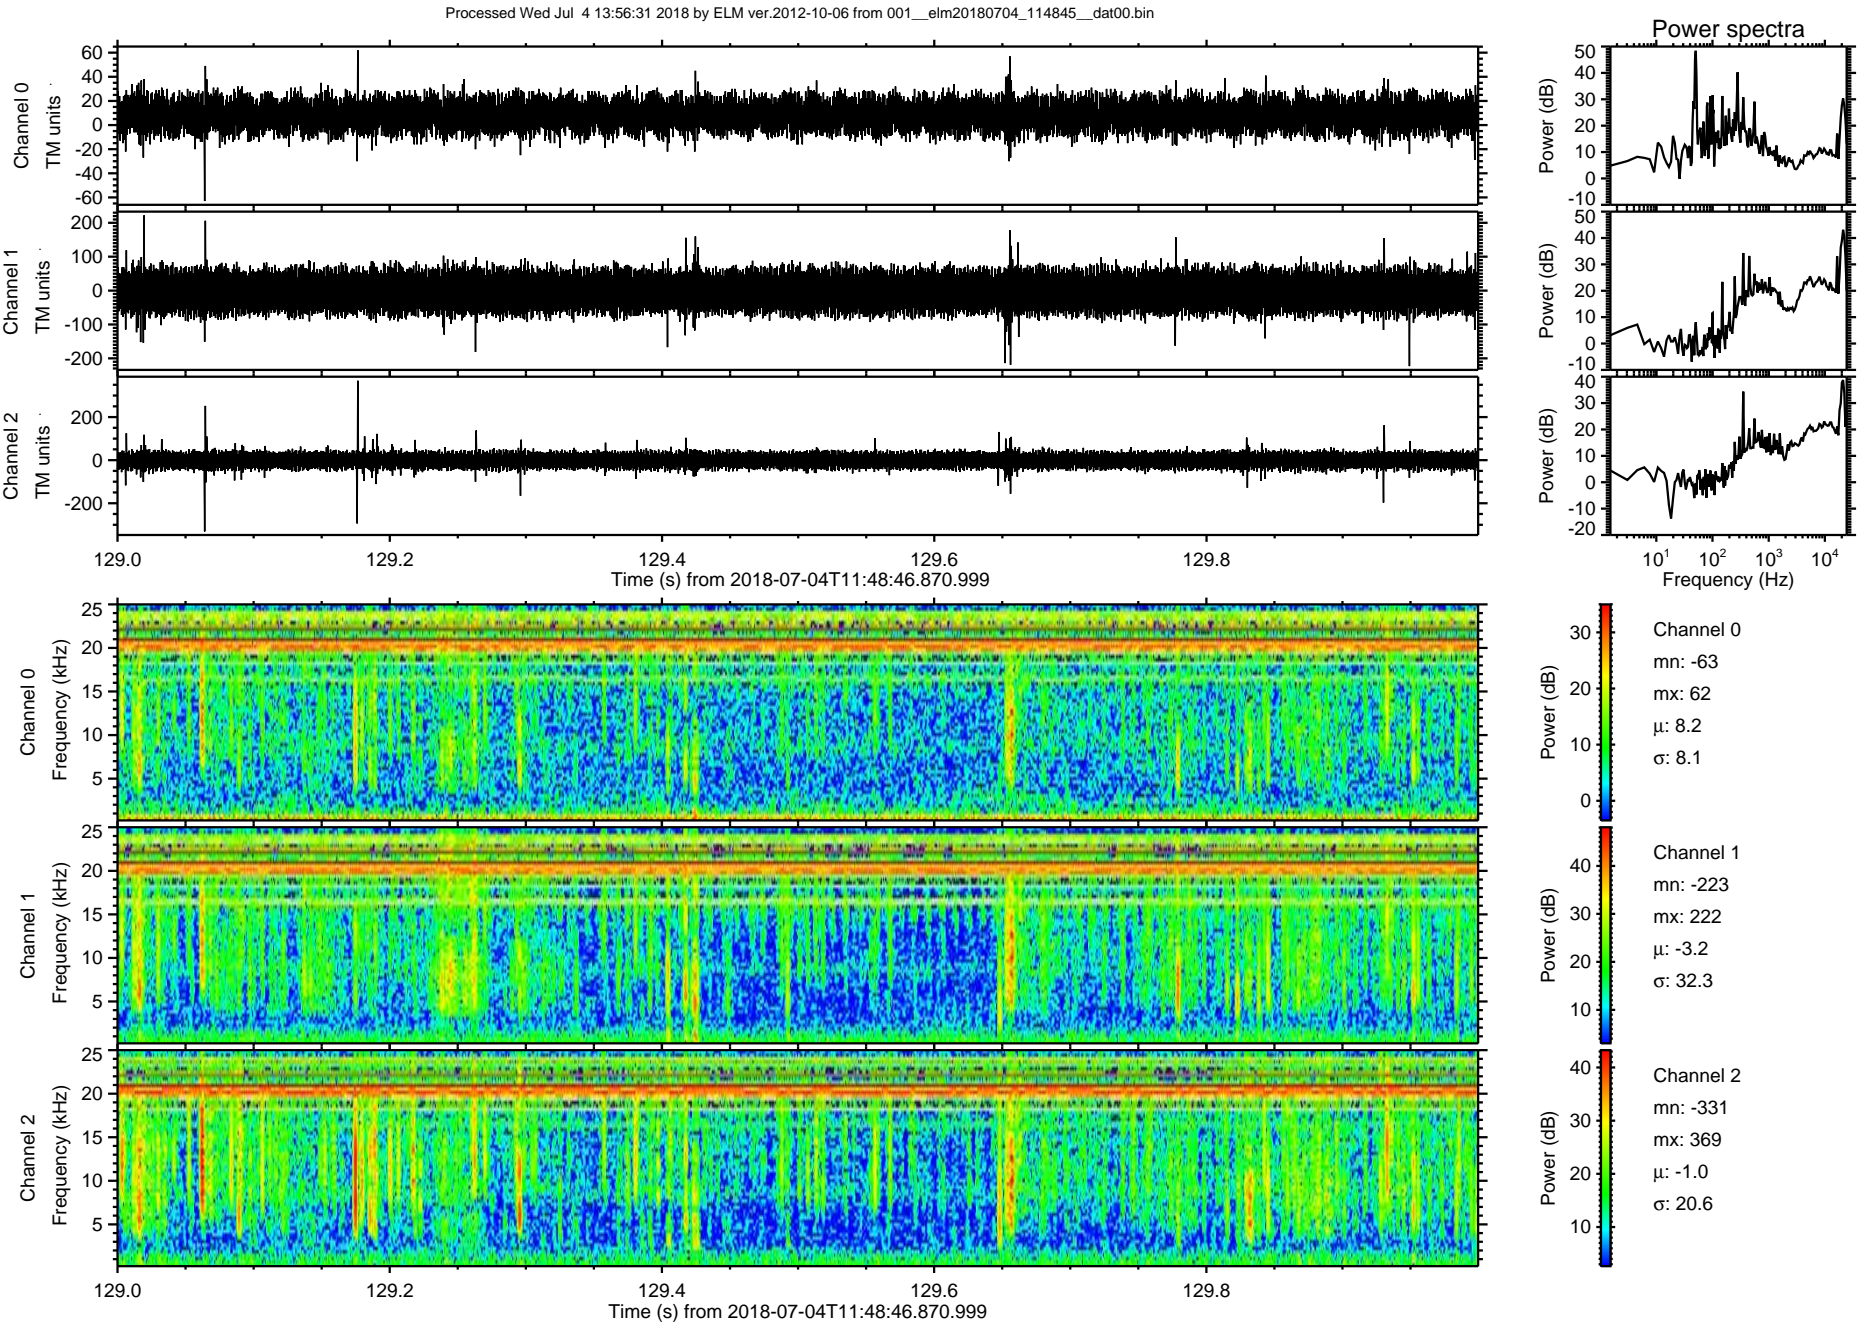 Processed Wed Jul  4 13:56:31 2018 by ELM ver.2012-10-06 from 001__elm20180704_114845__dat00.bin
Power spectra
Channel 0
TM units
60
40
20
0
-20
-40
-60
Power (dB)
50
40
30
20
10
0
-10
Channel 1
TM units
200
100
0
-100
-200
Power (dB)
50
40
30
20
10
0
-10
Channel 2
TM units
200
0
-200
Power (dB)
40
30
20
10
0
-10
-20
129.0 129.2 129.4 129.6 129.8
Time (s) from 2018-07-04T11:48:46.870.999
10¹ 10² 10³ 10⁴
Frequency (Hz)
Channel 0
Frequency (kHz)
25
20
15
10
5
Power (dB)
30
20
10
0
Channel 0
mn: -63
mx: 62
μ: 8.2
σ: 8.1
Channel 1
Frequency (kHz)
25
20
15
10
5
Power (dB)
40
30
20
10
Channel 1
mn: -223
mx: 222
μ: -3.2
σ: 32.3
Channel 2
Frequency (kHz)
25
20
15
10
5
Power (dB)
40
30
20
10
Channel 2
mn: -331
mx: 369
μ: -1.0
σ: 20.6
129.0 129.2 129.4 129.6 129.8
Time (s) from 2018-07-04T11:48:46.870.999